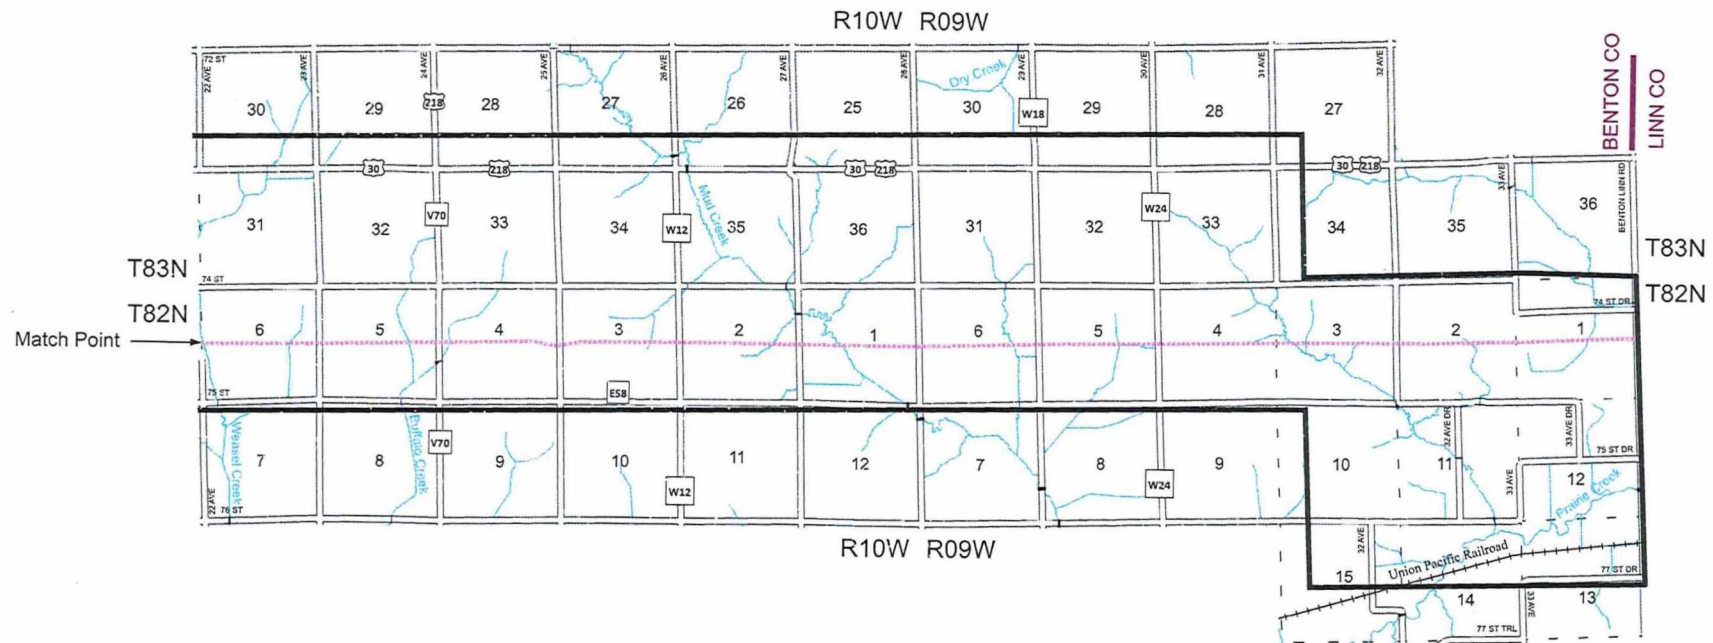 R10W R09W
BENTON CO
LINN CO
72 ST
22 AVE
23 AVE
24 AVE
25 AVE
26 AVE
27 AVE
28 AVE
29 AVE
30 AVE
31 AVE
32 AVE
Dry Creek
30 29 218 28 27 26 25 30 W18 29 28 27
30 218 30 218 30 218
33 AVE
BENTON LINN RD
31 32 V70 33 34 W12 35 36 31 32 W24 33 34 35 36
Mud Creek
T83N
T83N
74 ST
T82N
T82N
74 ST DR
Match Point
6 5 4 3 2 1 6 5 4 3 2 1
75 ST
E58
32 AVE DR
33 AVE DR
75 ST DR
Weasel Creek
Buffalo Creek
7 8 V70 9 10 W12 11 12 7 8 W24 9 10 11 12
22 AVE
76 ST
33 AVE
Prairie Creek
R10W R09W
32 AVE
Union Pacific Railroad
77 ST DR
15 14 13
33 AVE
77 ST TRL